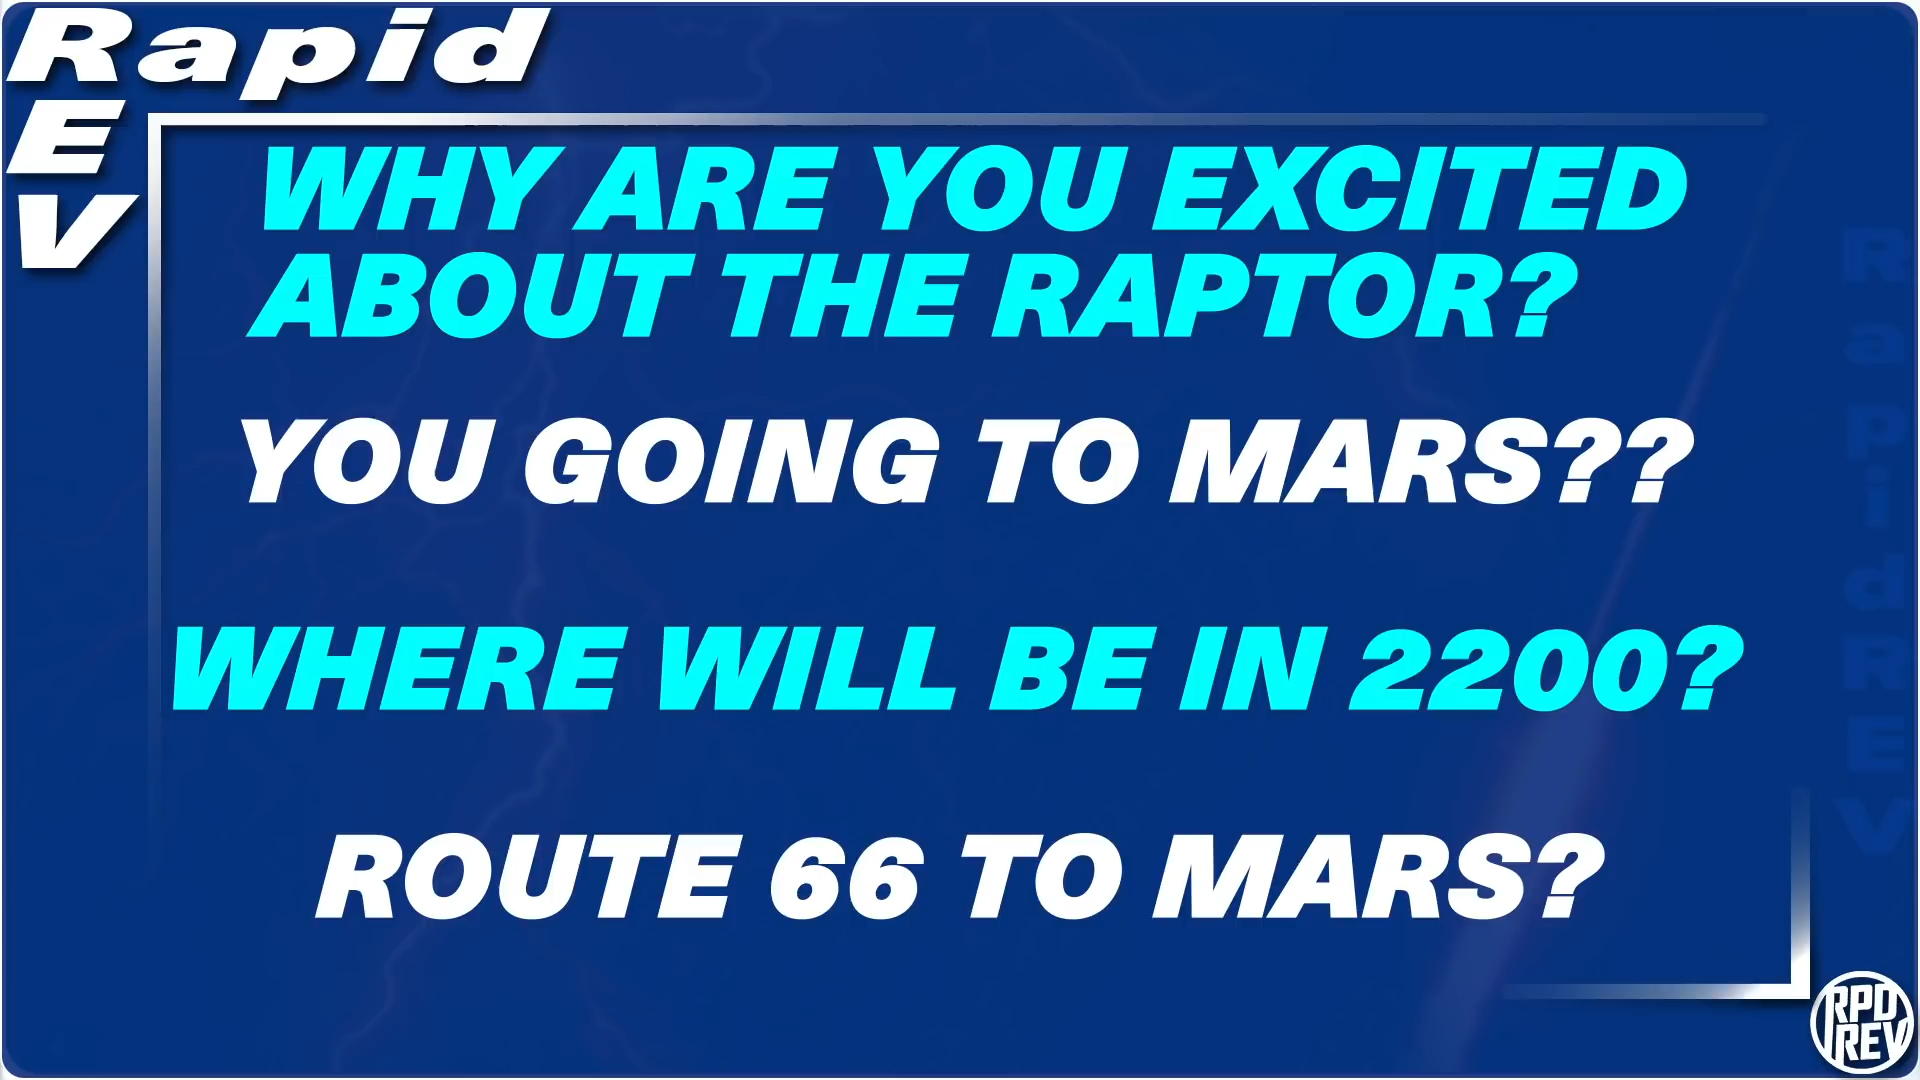 Rapid
E
V
WHY ARE YOU EXCITED
ABOUT THE RAPTOR?
YOU GOING TO MARS??
WHERE WILL BE IN 2200?
ROUTE 66 TO MARS?
RapidREV
RPD
REV